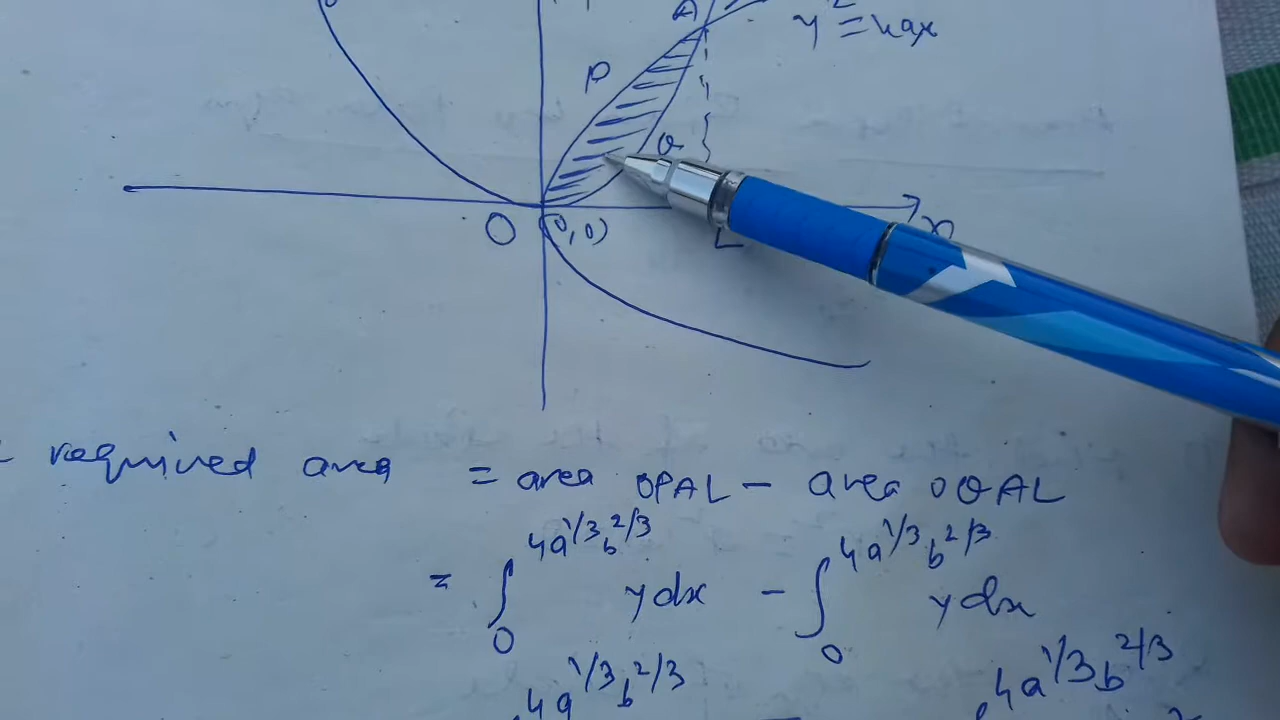 A
y² = 4ax
P
Q
O (0,0)
L
x
required area = area OPAL - area OQAL
= ∫₀^{4a^{1/3}b^{2/3}} y dx - ∫₀^{4a^{1/3}b^{2/3}} y dx
4a^{1/3}b^{2/3} 4a^{1/3}b^{2/3}